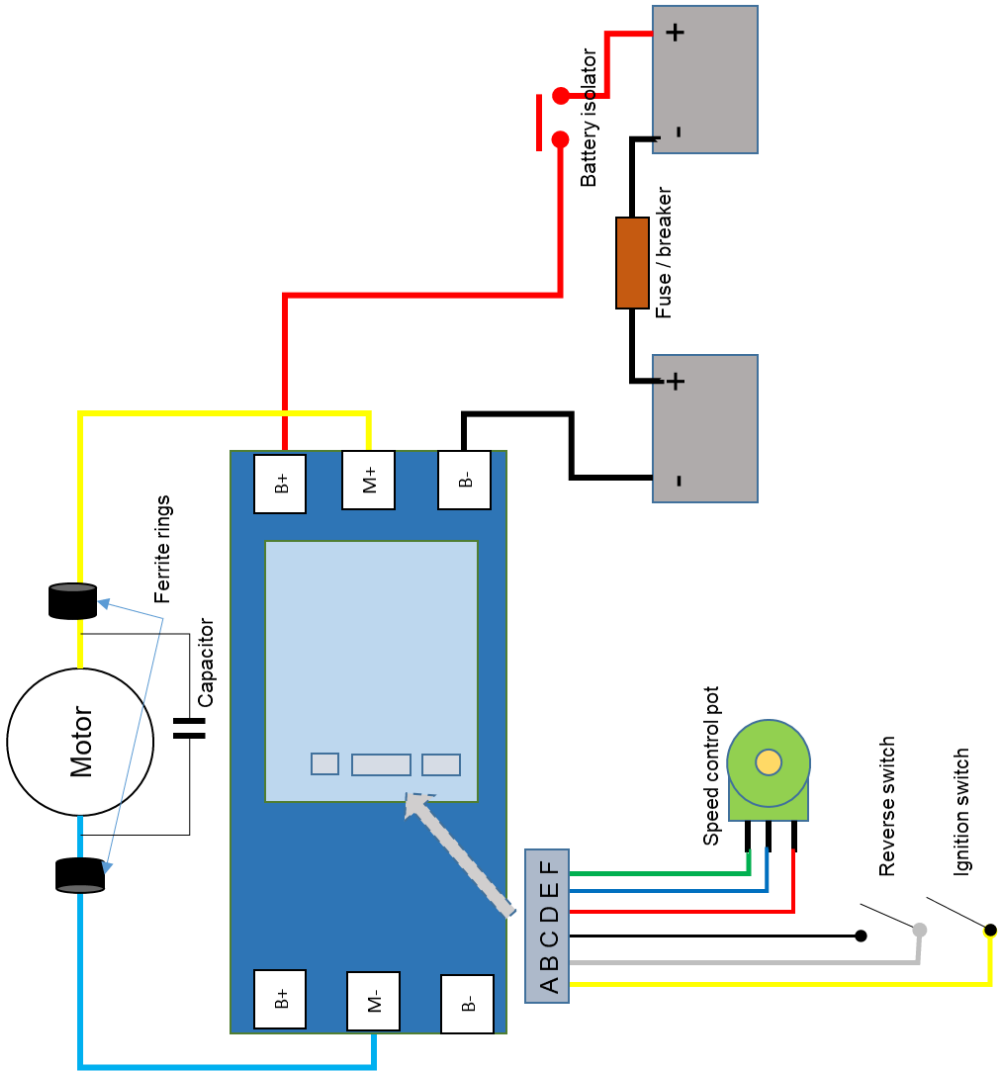 Motor
Ferrite rings
Capacitor
B+
M+
B-
B+
M-
B-
Battery isolator
+
-
Fuse / breaker
+
-
A B C D E F
Speed control pot
Reverse switch
Ignition switch